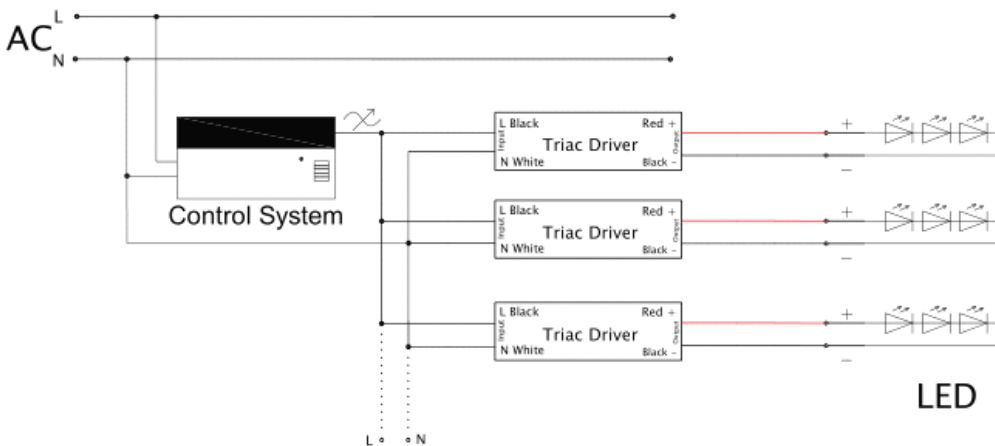 AC
L
N
Control System
L Black
Red +
Input
Triac Driver
Output
N White
Black -
+
−
L Black
Red +
Input
Triac Driver
Output
N White
Black -
+
−
L Black
Red +
Input
Triac Driver
Output
N White
Black -
+
−
LED
L
N